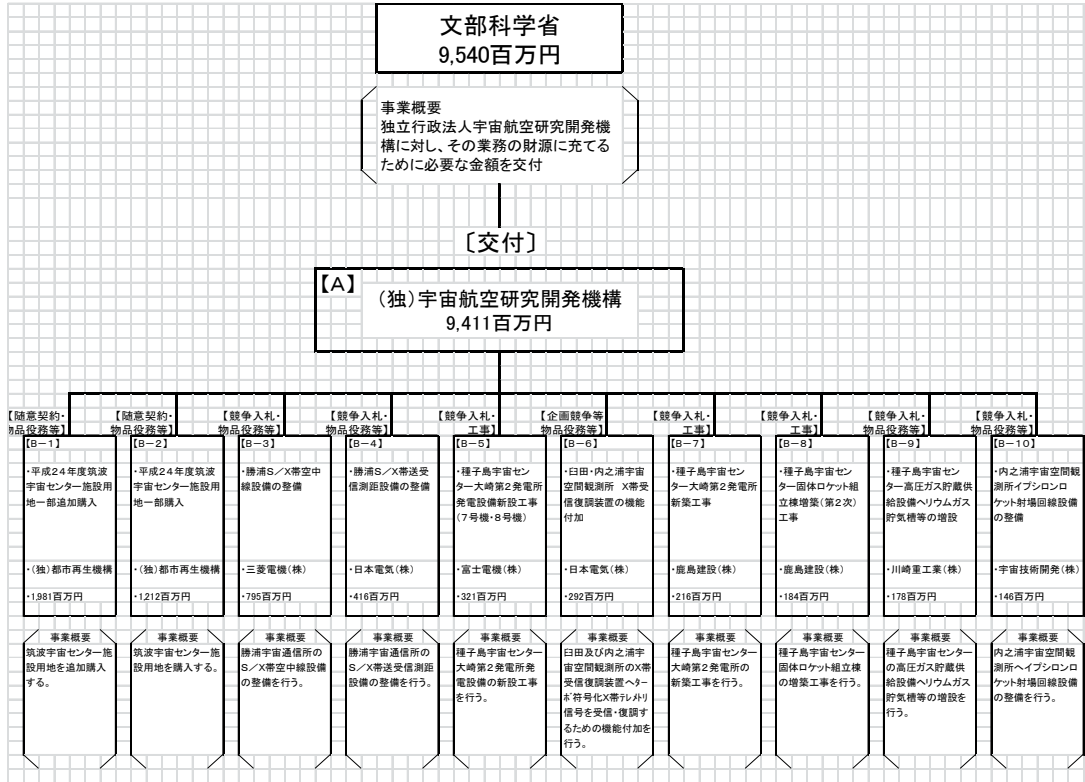 文部科学省
9,540百万円
事業概要
独立行政法人宇宙航空研究開発機
構に対し、その業務の財源に充てる
ために必要な金額を交付
〔交付〕
【A】
(独)宇宙航空研究開発機構
9,411百万円
【随意契約・
物品役務等】
【B-1】
・平成24年度筑波
宇宙センター施設用
地一部追加購入
・(独)都市再生機構
・1,981百万円
事業概要
筑波宇宙センター施
設用地を追加購入
する。
【随意契約・
物品役務等】
【B-2】
・平成24年度筑波
宇宙センター施設用
地一部購入
・(独)都市再生機構
・1,212百万円
事業概要
筑波宇宙センター施
設用地を購入する。
【競争入札・
物品役務等】
【B-3】
・勝浦S/X帯空中
線設備の整備
・三菱電機(株)
・795百万円
事業概要
勝浦宇宙通信所の
S/X帯空中線設備
の整備を行う。
【競争入札・
物品役務等】
【B-4】
・勝浦S/X帯送受
信測距設備の整備
・日本電気(株)
・416百万円
事業概要
勝浦宇宙通信所の
S/X帯送受信測距
設備の整備を行う。
【競争入札・
工事】
【B-5】
・種子島宇宙セン
ター大崎第2発電所
発電設備新設工事
(7号機・8号機)
・富士電機(株)
・321百万円
事業概要
種子島宇宙センター
大崎第2発電所発
電設備の新設工事
を行う。
【企画競争等
物品役務等】
【B-6】
・臼田・内之浦宇宙
空間観測所 X帯受
信復調装置の機能
付加
・日本電気(株)
・292百万円
事業概要
臼田及び内之浦宇
宙空間観測所のX帯
受信復調装置へター
ボ符号化X帯テレメトリ
信号を受信・復調す
るための機能付加を
行う。
【競争入札・
工事】
【B-7】
・種子島宇宙セン
ター大崎第2発電所
新築工事
・鹿島建設(株)
・216百万円
事業概要
種子島宇宙センター
大崎第2発電所の
新築工事を行う。
【競争入札・
工事】
【B-8】
・種子島宇宙セン
ター固体ロケット組
立棟増築(第2次)
工事
・鹿島建設(株)
・184百万円
事業概要
種子島宇宙センター
固体ロケット組立棟
の増築工事を行う。
【競争入札・
物品役務等】
【B-9】
・種子島宇宙セン
ター高圧ガス貯蔵供
給設備ヘリウムガス
貯気槽等の増設
・川崎重工業(株)
・178百万円
事業概要
種子島宇宙センター
の高圧ガス貯蔵供
給設備ヘリウムガス
貯気槽等の増設を
行う。
【競争入札・
物品役務等】
【B-10】
・内之浦宇宙空間観
測所イプシロンロ
ケット射場回線設備
の整備
・宇宙技術開発(株)
・146百万円
事業概要
内之浦宇宙空間観
測所へイプシロンロ
ケット射場回線設備
の整備を行う。